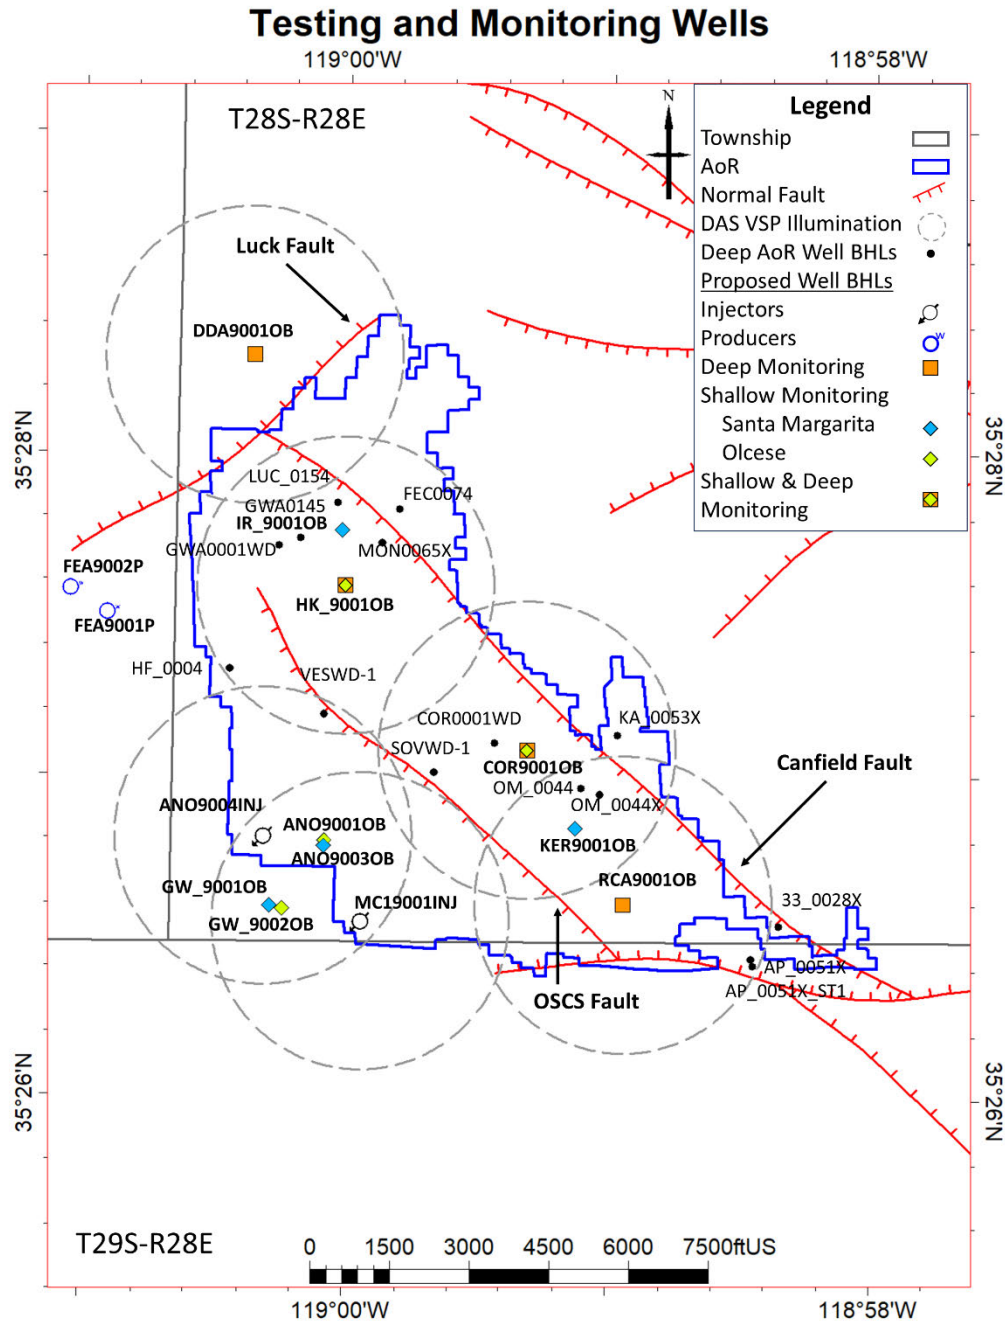 Testing and Monitoring Wells
119°00'W
118°58'W
T28S-R28E
N
Legend
Township
AoR
Normal Fault
DAS VSP Illumination
Deep AoR Well BHLs
Proposed Well BHLs
Injectors
Producers
W
Deep Monitoring
Shallow Monitoring
Santa Margarita
Olcese
Shallow & Deep
Monitoring
Luck Fault
DDA9001OB
35°28'N
35°28'N
LUC_0154
FEC0074
GWA0145
IR_9001OB
GWA0001WD
MON0065X
FEA9002P
HK_9001OB
FEA9001P
HF_0004
VESWD-1
COR0001WD
KA_0053X
SOVWD-1
COR9001OB
Canfield Fault
OM_0044
OM_0044X
ANO9004INJ
ANO9001OB
KER9001OB
ANO9003OB
RCA9001OB
GW_9001OB
MC19001INJ
33_0028X
GW_9002OB
AP_0051X
AP_0051X_ST1
OSCS Fault
35°26'N
35°26'N
T29S-R28E
0 1500 3000 4500 6000 7500ftUS
119°00'W
118°58'W